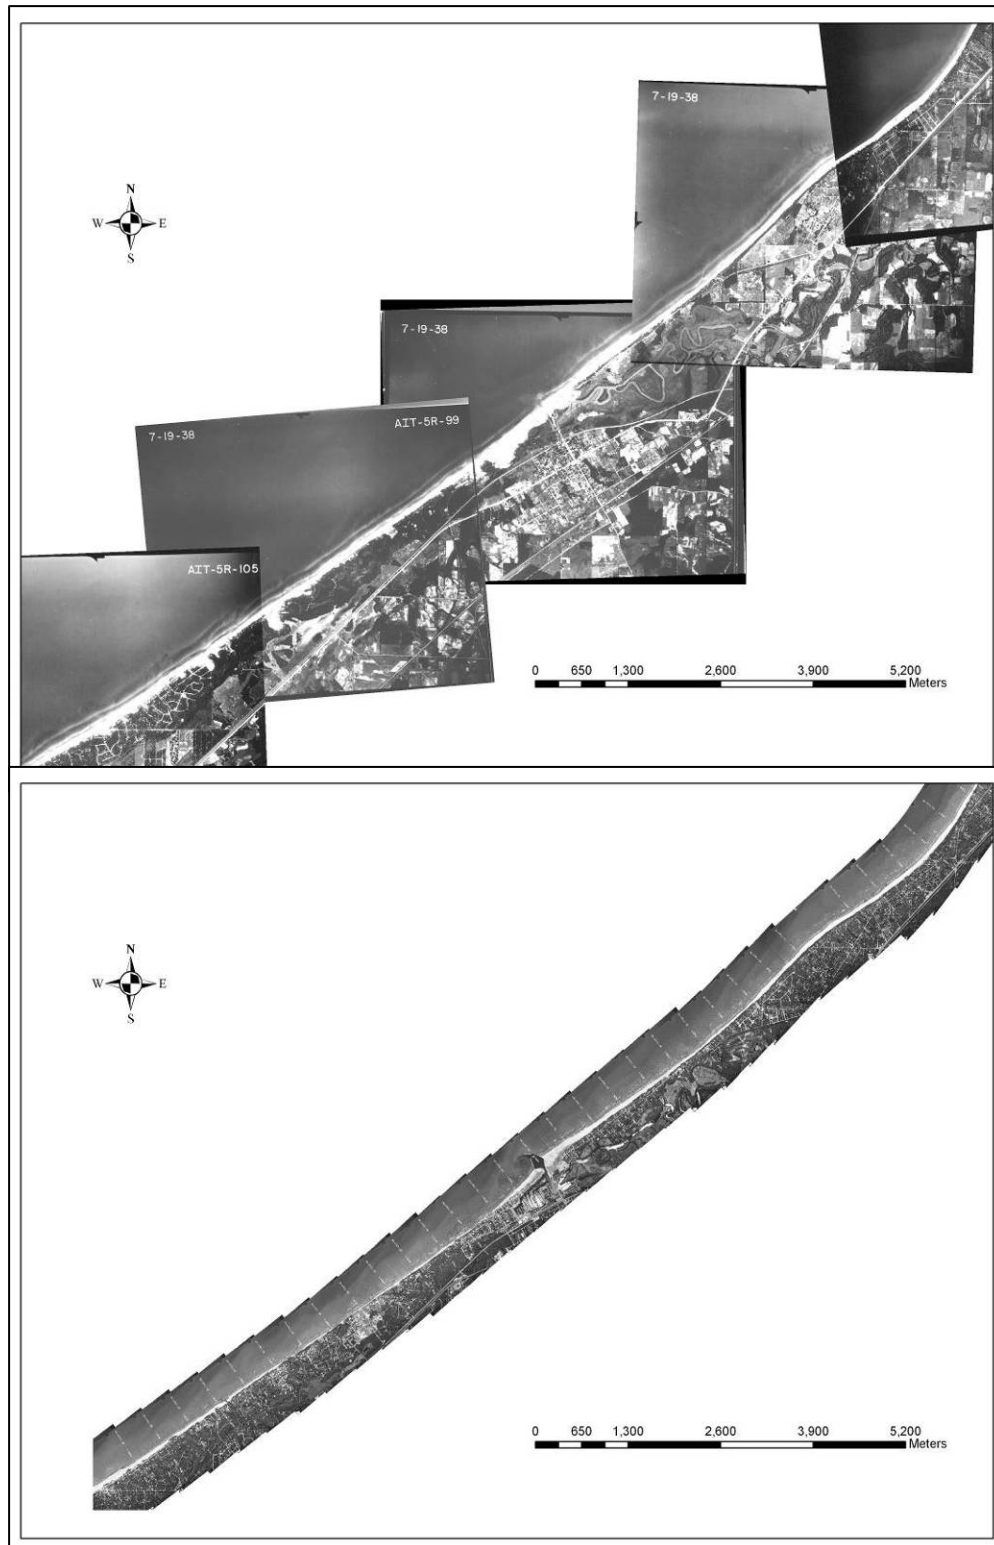 7-19-38
N
W E
S
7-19-38
7-19-38 AIT-5R-99
AIT-5R-105
0 650 1,300 2,600 3,900 5,200
Meters
N
W E
S
0 650 1,300 2,600 3,900 5,200
Meters